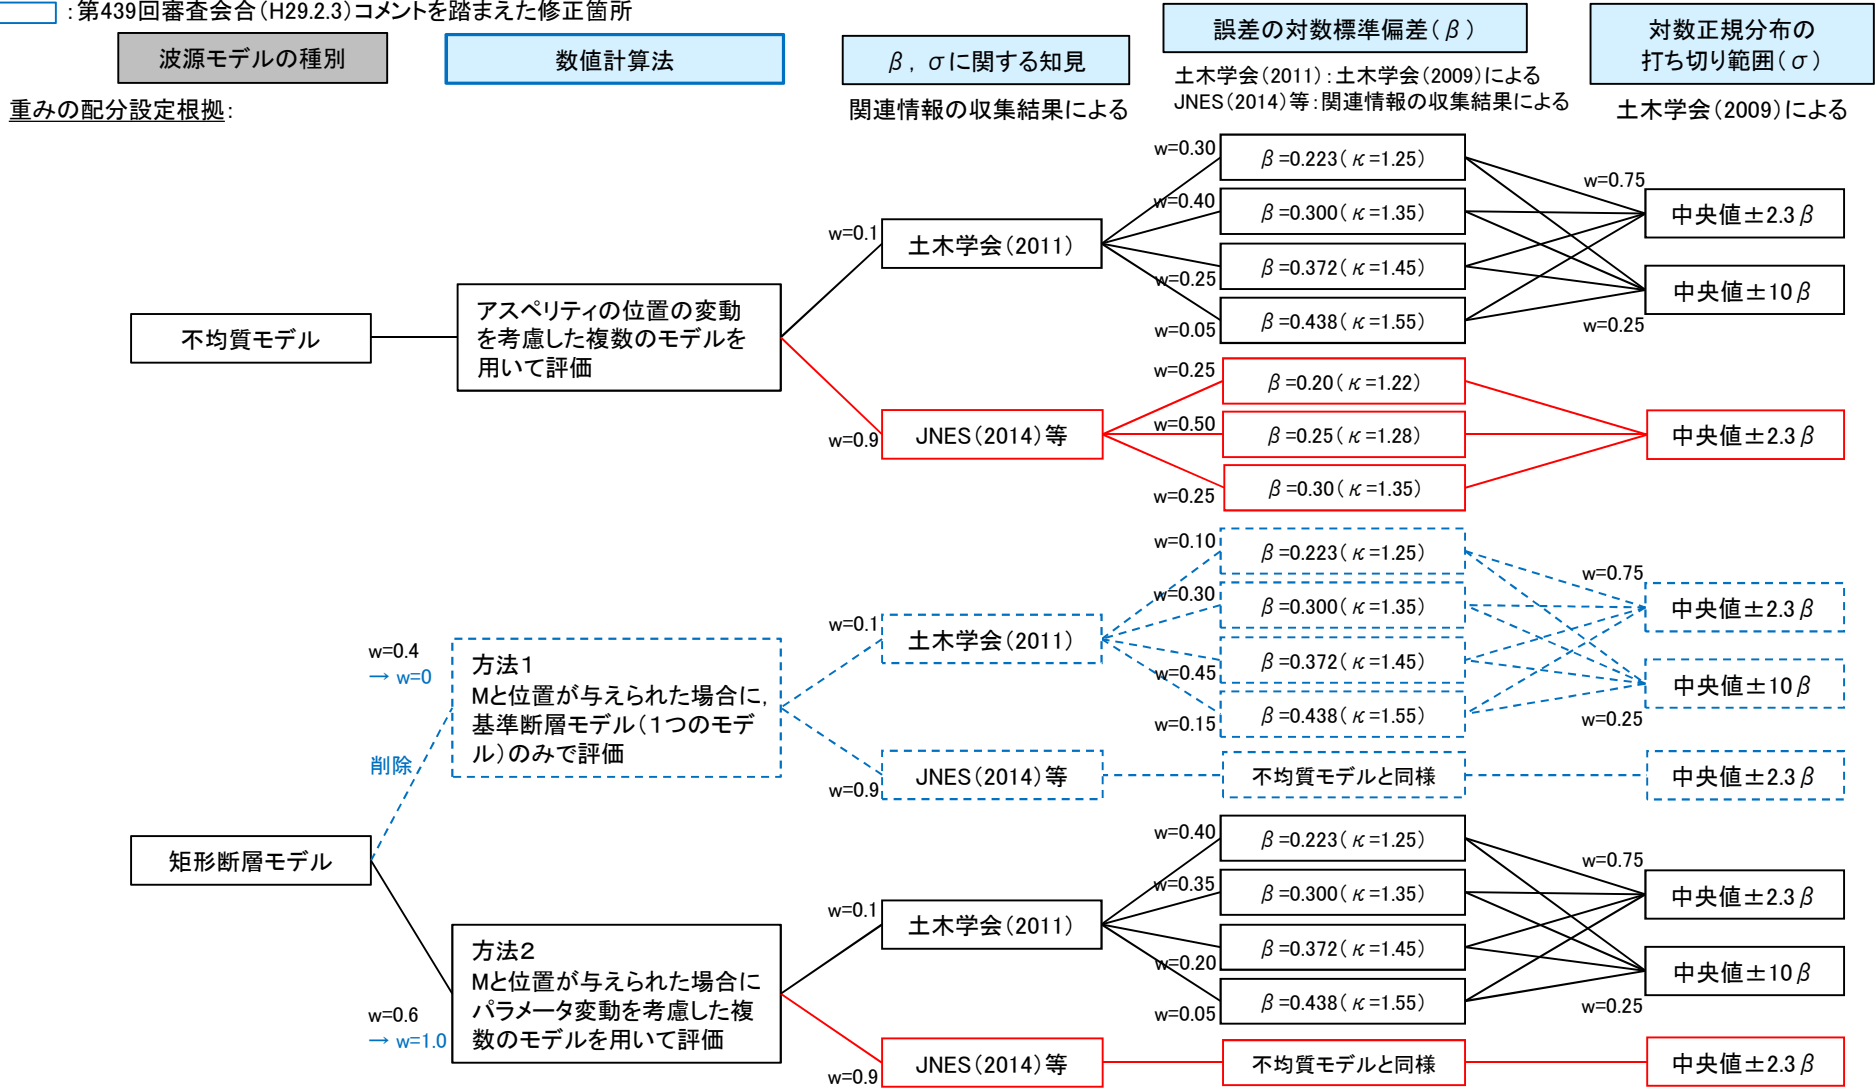 ：第439回審査会合（H29.2.3）コメントを踏まえた修正箇所
波源モデルの種別
数値計算法
β，σに関する知見
誤差の対数標準偏差（β）
対数正規分布の
打ち切り範囲（σ）
重みの配分設定根拠：
関連情報の収集結果による
土木学会（2011）：土木学会（2009）による
JNES（2014）等：関連情報の収集結果による
土木学会（2009）による
不均質モデル
アスペリティの位置の変動
を考慮した複数のモデルを
用いて評価
w=0.1
土木学会（2011）
w=0.30
β=0.223（κ=1.25）
w=0.40
β=0.300（κ=1.35）
w=0.25
β=0.372（κ=1.45）
w=0.05
β=0.438（κ=1.55）
w=0.75
中央値±2.3β
中央値±10β
w=0.25
w=0.9
JNES（2014）等
w=0.25
β=0.20（κ=1.22）
w=0.50
β=0.25（κ=1.28）
w=0.25
β=0.30（κ=1.35）
中央値±2.3β
矩形断層モデル
w=0.4
→ w=0
削除
方法1
Mと位置が与えられた場合に，
基準断層モデル（1つのモデ
ル）のみで評価
w=0.1
土木学会（2011）
w=0.10
β=0.223（κ=1.25）
w=0.30
β=0.300（κ=1.35）
w=0.45
β=0.372（κ=1.45）
w=0.15
β=0.438（κ=1.55）
w=0.75
中央値±2.3β
中央値±10β
w=0.25
w=0.9
JNES（2014）等
不均質モデルと同様
中央値±2.3β
w=0.6
→ w=1.0
方法2
Mと位置が与えられた場合に
パラメータ変動を考慮した複
数のモデルを用いて評価
w=0.1
土木学会（2011）
w=0.40
β=0.223（κ=1.25）
w=0.35
β=0.300（κ=1.35）
w=0.20
β=0.372（κ=1.45）
w=0.05
β=0.438（κ=1.55）
w=0.75
中央値±2.3β
中央値±10β
w=0.25
w=0.9
JNES（2014）等
不均質モデルと同様
中央値±2.3β